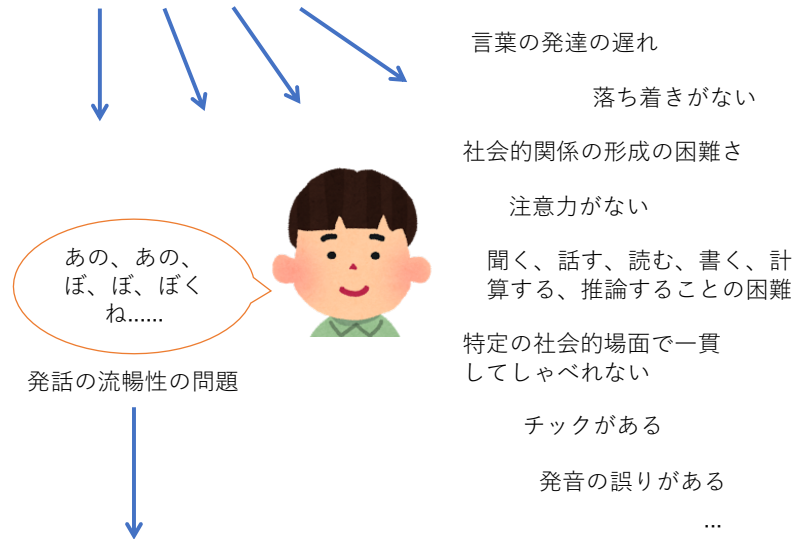 言葉の発達の遅れ
落ち着きがない
社会的関係の形成の困難さ
注意力がない
聞く、話す、読む、書く、計
算する、推論することの困難
特定の社会的場面で一貫
してしゃべれない
チックがある
発音の誤りがある
...
あの、あの、
ぼ、ぼ、ぼく
ね......
発話の流暢性の問題